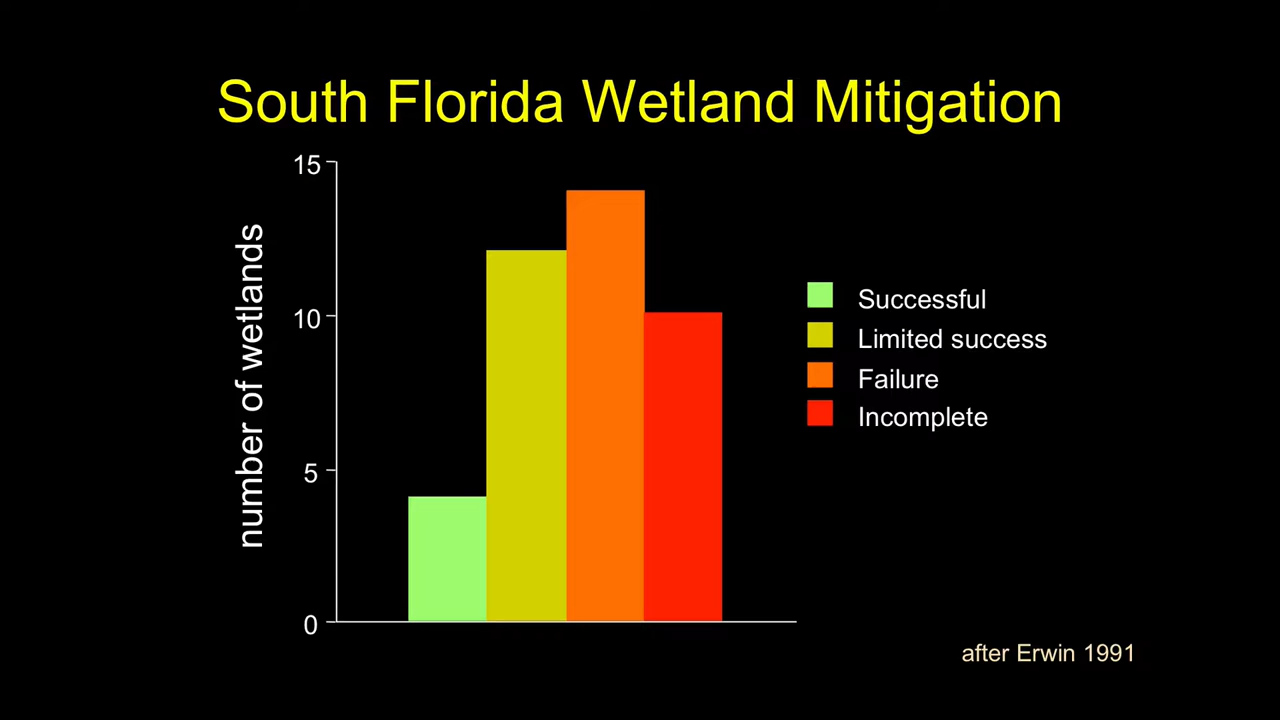 South Florida Wetland Mitigation
15
10
5
0
number of wetlands
Successful
Limited success
Failure
Incomplete
after Erwin 1991